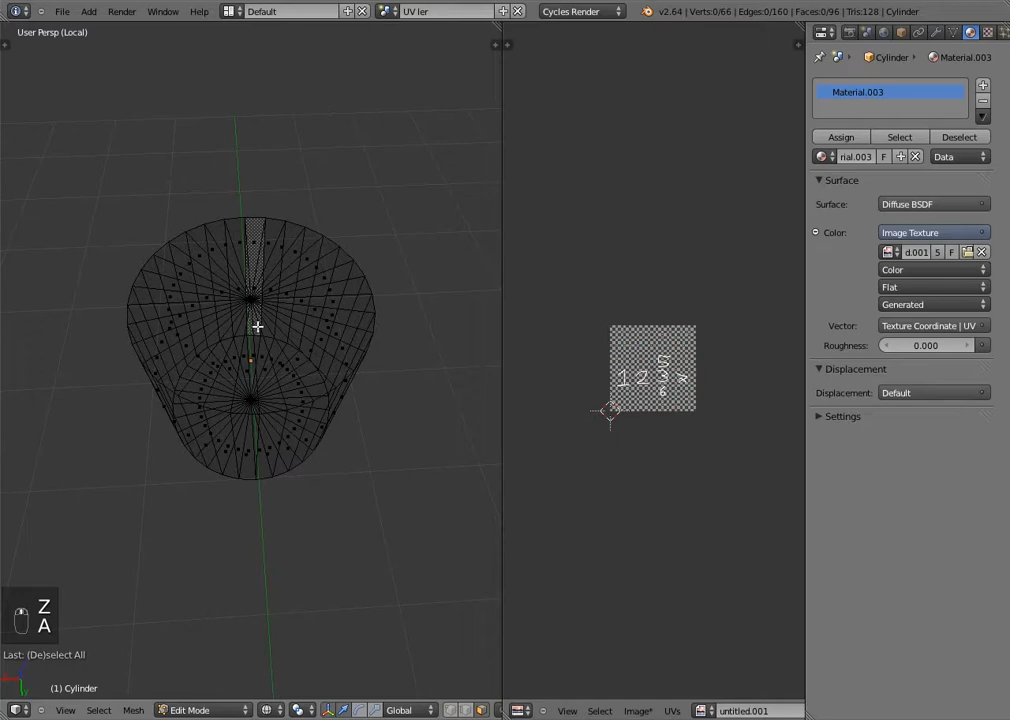 File Add Render Window Help Default UV ler Cycles Render v2.64 | Verts:0/66 | Edges:0/160 | Faces:0/96 | Tris:128 | Cylinder
User Persp (Local)
Cylinder Material.003
Material.003
Assign Select Deselect
rial.003 F Data
Surface
Surface: Diffuse BSDF
Color: Image Texture
d.001 5 F
Color
Flat
Generated
Vector: Texture Coordinate | UV
Roughness: 0.000
Displacement
Displacement: Default
Settings
1 2 3
Z
A
Last: (De)select All
(1) Cylinder
View Select Mesh Edit Mode Global
View Select Image* UVs untitled.001